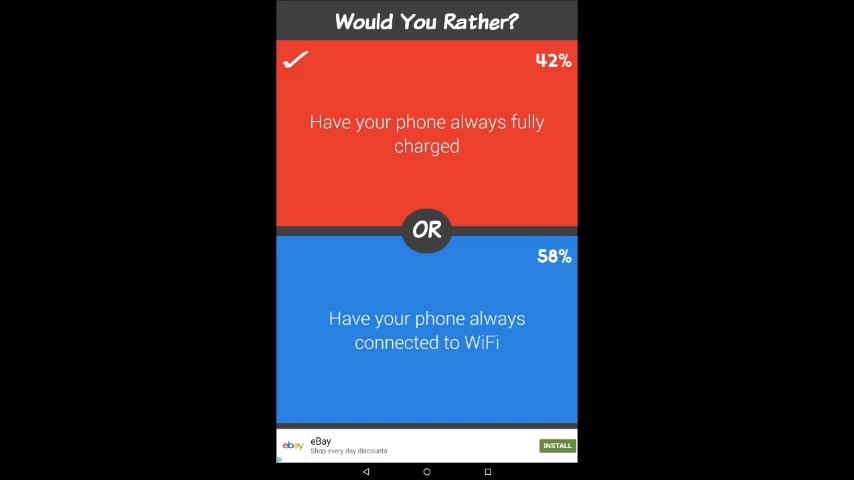 Would You Rather?
42%
Have your phone always fully
charged
OR
58%
Have your phone always
connected to WiFi
ebay
eBay
Shop every day discounts.
INSTALL